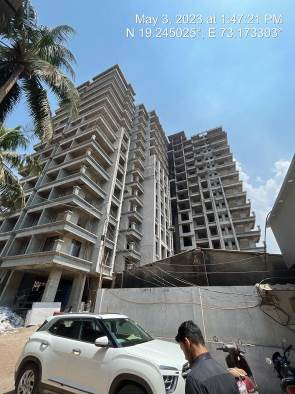 May 3, 2023 at 1:47:21 PM
N 19.245025°, E 73.173303°